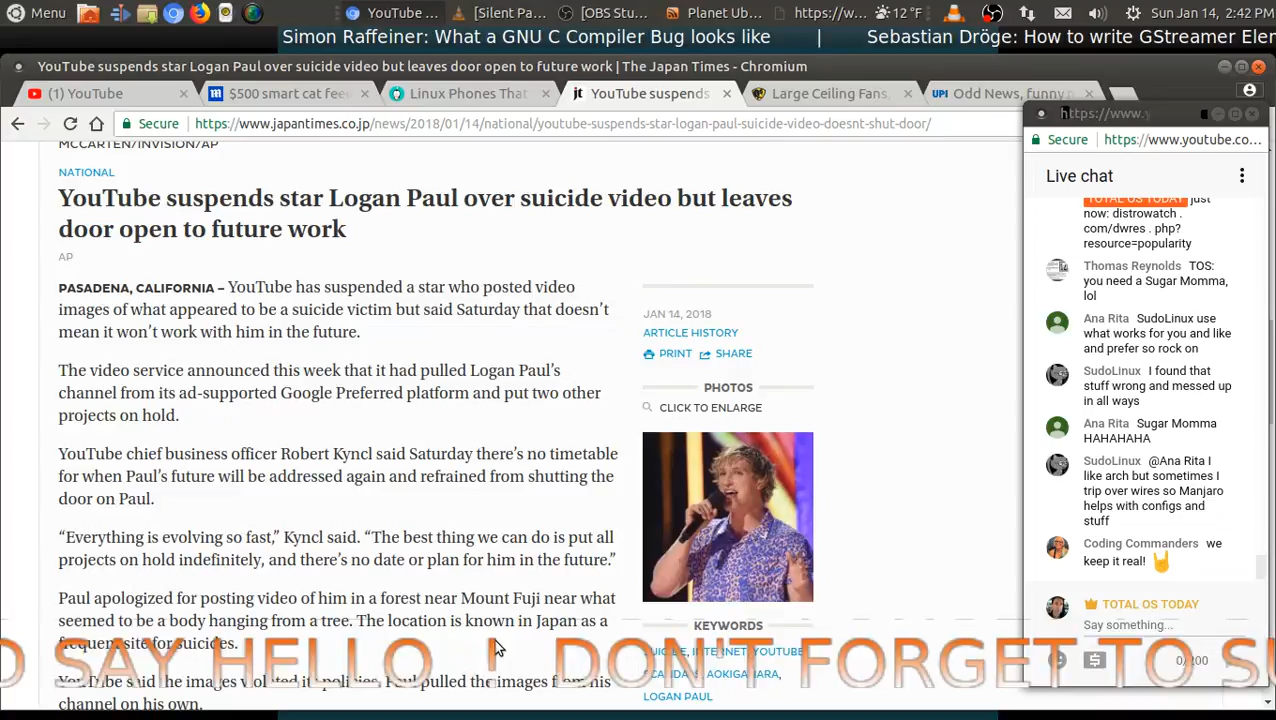 Menu
YouTube ...
[Silent Pa...
[OBS Stu...
Planet Ub...
https://w...
12 °F
Sun Jan 14, 2:42 PM
Simon Raffeiner: What a GNU C Compiler Bug looks like | Sebastian Dröge: How to write GStreamer Elem
YouTube suspends star Logan Paul over suicide video but leaves door open to future work | The Japan Times - Chromium
(1) YouTube
$500 smart cat fee
Linux Phones That
jt YouTube suspends
Large Ceiling Fans,
UPI Odd News, funny
Secure https://www.japantimes.co.jp/news/2018/01/14/national/youtube-suspends-star-logan-paul-suicide-video-doesnt-shut-door/
MCCARTEN/INVISION/AP
NATIONAL
YouTube suspends star Logan Paul over suicide video but leaves
door open to future work
AP
PASADENA, CALIFORNIA – YouTube has suspended a star who posted video
images of what appeared to be a suicide victim but said Saturday that doesn't
mean it won't work with him in the future.
The video service announced this week that it had pulled Logan Paul's
channel from its ad-supported Google Preferred platform and put two other
projects on hold.
YouTube chief business officer Robert Kyncl said Saturday there's no timetable
for when Paul's future will be addressed again and refrained from shutting the
door on Paul.
“Everything is evolving so fast,” Kyncl said. “The best thing we can do is put all
projects on hold indefinitely, and there's no date or plan for him in the future.”
Paul apologized for posting video of him in a forest near Mount Fuji near what
seemed to be a body hanging from a tree. The location is known in Japan as a
frequent site for suicides.
YouTube said the images violated its policies. Paul pulled the images from his
channel on his own.
JAN 14, 2018
ARTICLE HISTORY
PRINT SHARE
PHOTOS
CLICK TO ENLARGE
KEYWORDS
SUICIDE, INTERNET, YOUTUBE,
SCANDALS, AOKIGAHARA,
LOGAN PAUL
https://www.y
Secure https://www.youtube.co...
Live chat
TOTAL OS TODAY just
now: distrowatch .
com/dwres . php?
resource=popularity
Thomas Reynolds TOS:
you need a Sugar Momma,
lol
Ana Rita SudoLinux use
what works for you and like
and prefer so rock on
SudoLinux I found that
stuff wrong and messed up
in all ways
Ana Rita Sugar Momma
HAHAHAHA
SudoLinux @Ana Rita I
like arch but sometimes I
trip over wires so Manjaro
helps with configs and
stuff
Coding Commanders we
keep it real!
TOTAL OS TODAY
Say something...
0/200
D SAY HELLO DON'T FORGET TO SU